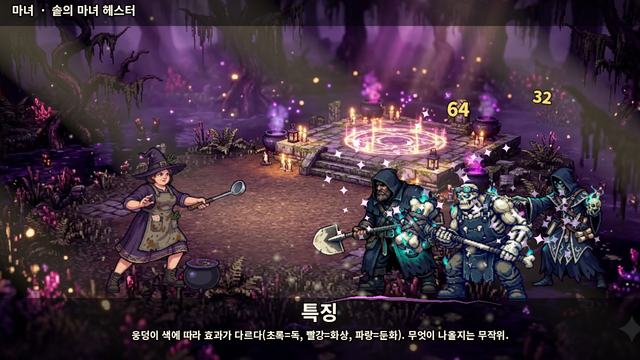 마녀 · 솥의 마녀 헤스터
64
32
특징
웅덩이 색에 따라 효과가 다르다(초록=독, 빨강=화상, 파랑=둔화). 무엇이 나올지는 무작위.